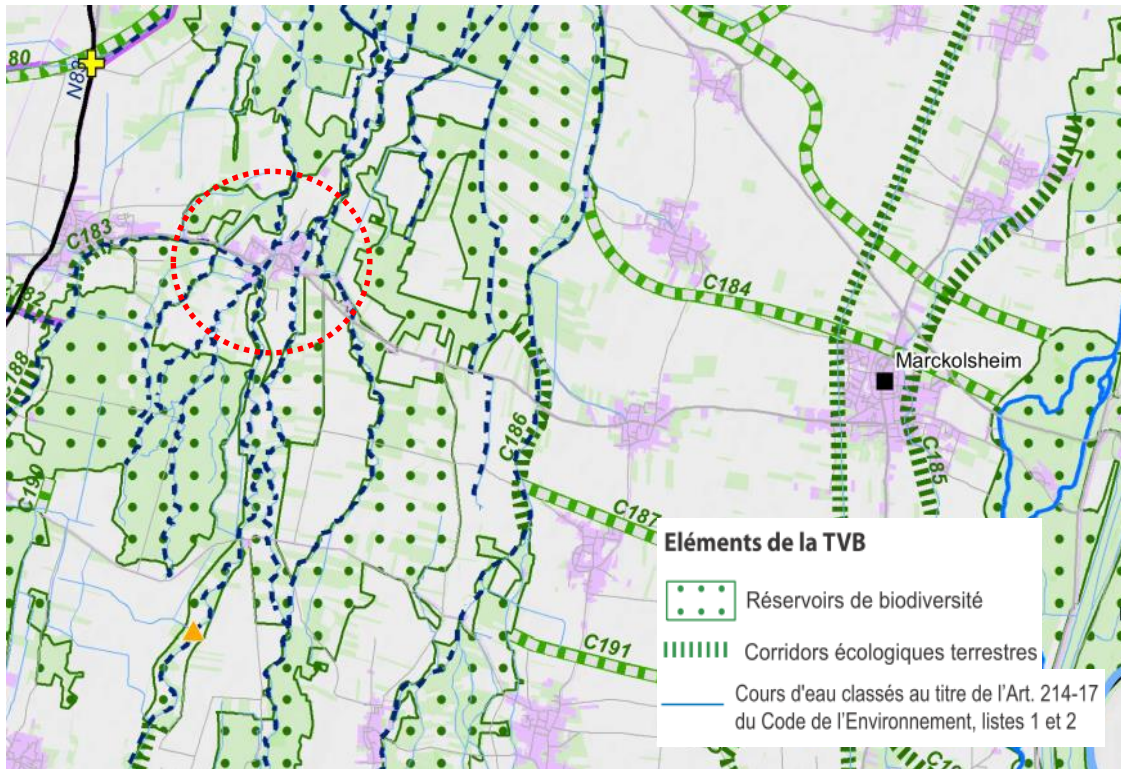 80
N83
C183
C182
C184
Marckolsheim
C186
C185
C190
C187
C191
Eléments de la TVB
Réservoirs de biodiversité
Corridors écologiques terrestres
Cours d'eau classés au titre de l'Art. 214-17
du Code de l'Environnement, listes 1 et 2